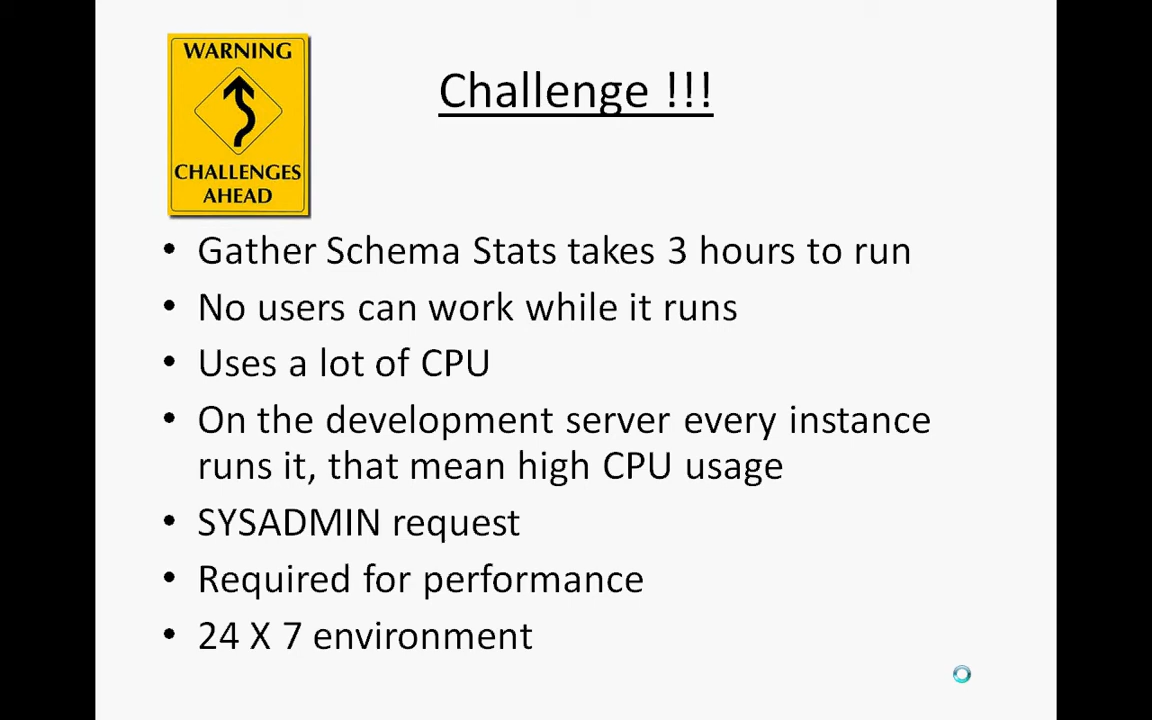 WARNING
CHALLENGES
AHEAD
Challenge !!!
• Gather Schema Stats takes 3 hours to run
• No users can work while it runs
• Uses a lot of CPU
• On the development server every instance
runs it, that mean high CPU usage
• SYSADMIN request
• Required for performance
• 24 X 7 environment